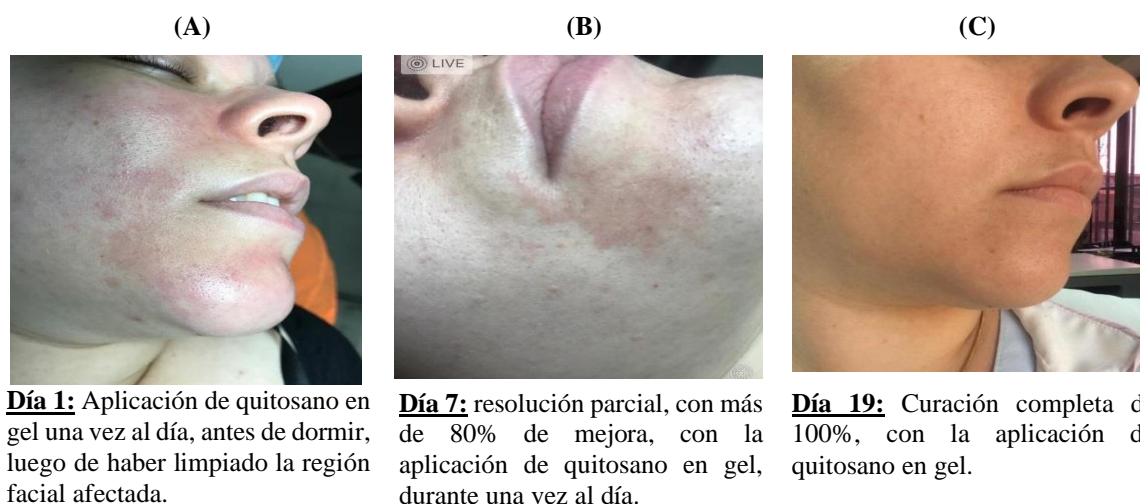 (A)
(B)
(C)
LIVE
Día 1: Aplicación de quitosano en
gel una vez al día, antes de dormir,
luego de haber limpiado la región
facial afectada.
Día 7: resolución parcial, con más
de 80% de mejora, con la
aplicación de quitosano en gel,
durante una vez al día.
Día 19: Curación completa d
100%, con la aplicación d
quitosano en gel.